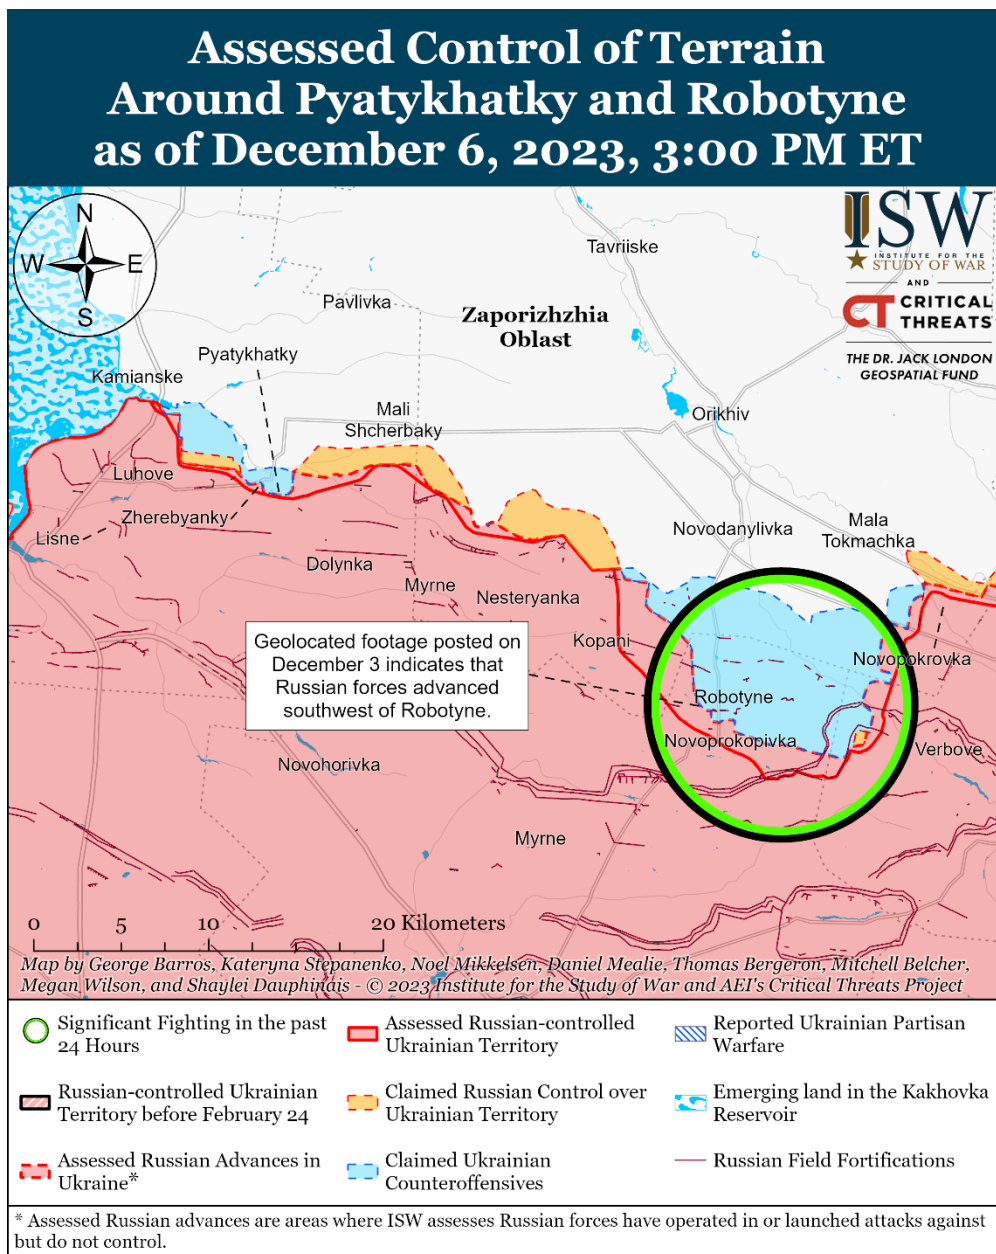 Assessed Control of Terrain
Around Pyatykhatky and Robotyne
as of December 6, 2023, 3:00 PM ET
N
W E
S
ISW
INSTITUTE FOR THE
STUDY OF WAR
AND
CT CRITICAL
THREATS
THE DR. JACK LONDON
GEOSPATIAL FUND
Tavriiske
Pavlivka
Zaporizhzhia
Oblast
Pyatykhatky
Kamianske
Mali
Shcherbaky
Orikhiv
Luhove
Zherebyanky
Lisne
Novodanylivka
Mala
Tokmachka
Dolynka
Myrne
Nesteryanka
Kopani
Novopokrovka
Geolocated footage posted on
December 3 indicates that
Russian forces advanced
southwest of Robotyne.
Robotyne
Novoprokopivka
Verbove
Novohorivka
Myrne
0 5 10 20 Kilometers
Map by George Barros, Kateryna Stepanenko, Noel Mikkelsen, Daniel Mealie, Thomas Bergeron, Mitchell Belcher,
Megan Wilson, and Shaylei Dauphinais - © 2023 Institute for the Study of War and AEI's Critical Threats Project
Significant Fighting in the past
24 Hours
Assessed Russian-controlled
Ukrainian Territory
Reported Ukrainian Partisan
Warfare
Russian-controlled Ukrainian
Territory before February 24
Claimed Russian Control over
Ukrainian Territory
Emerging land in the Kakhovka
Reservoir
Assessed Russian Advances in
Ukraine*
Claimed Ukrainian
Counteroffensives
Russian Field Fortifications
* Assessed Russian advances are areas where ISW assesses Russian forces have operated in or launched attacks against
but do not control.